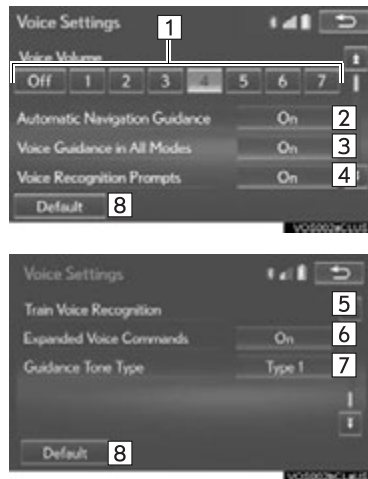 Voice Settings
1
Voice Volume
Off 1 2 3 4 5 6 7
Automatic Navigation Guidance On 2
Voice Guidance in All Modes On 3
Voice Recognition Prompts On 4
Default 8
Voice Settings
Train Voice Recognition 5
Expanded Voice Commands On 6
Guidance Tone Type Type 1 7
Default 8